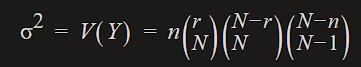 σ² = V(Y) = n(r/N)((N−r)/N)((N−n)/(N−1))